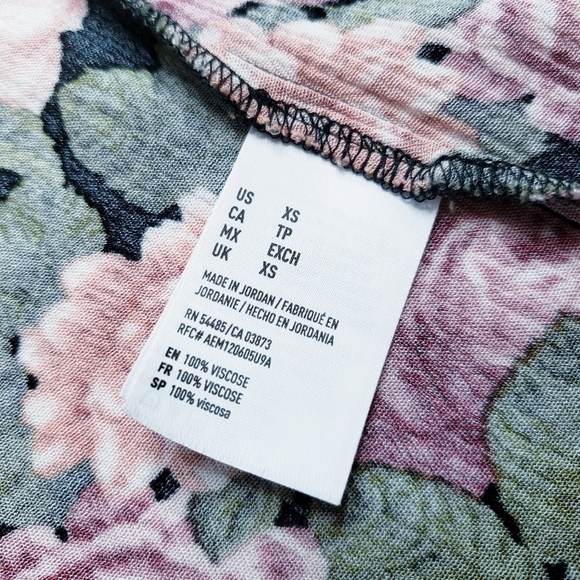 US XS
CA TP
MX EXCH
UK XS
MADE IN JORDAN / FABRIQUÉ EN
JORDANIE / HECHO EN JORDANIA
RN 54485 / CA 03873
RFC# AEM120605U9A
EN 100% VISCOSE
FR 100% VISCOSE
SP 100% viscosa